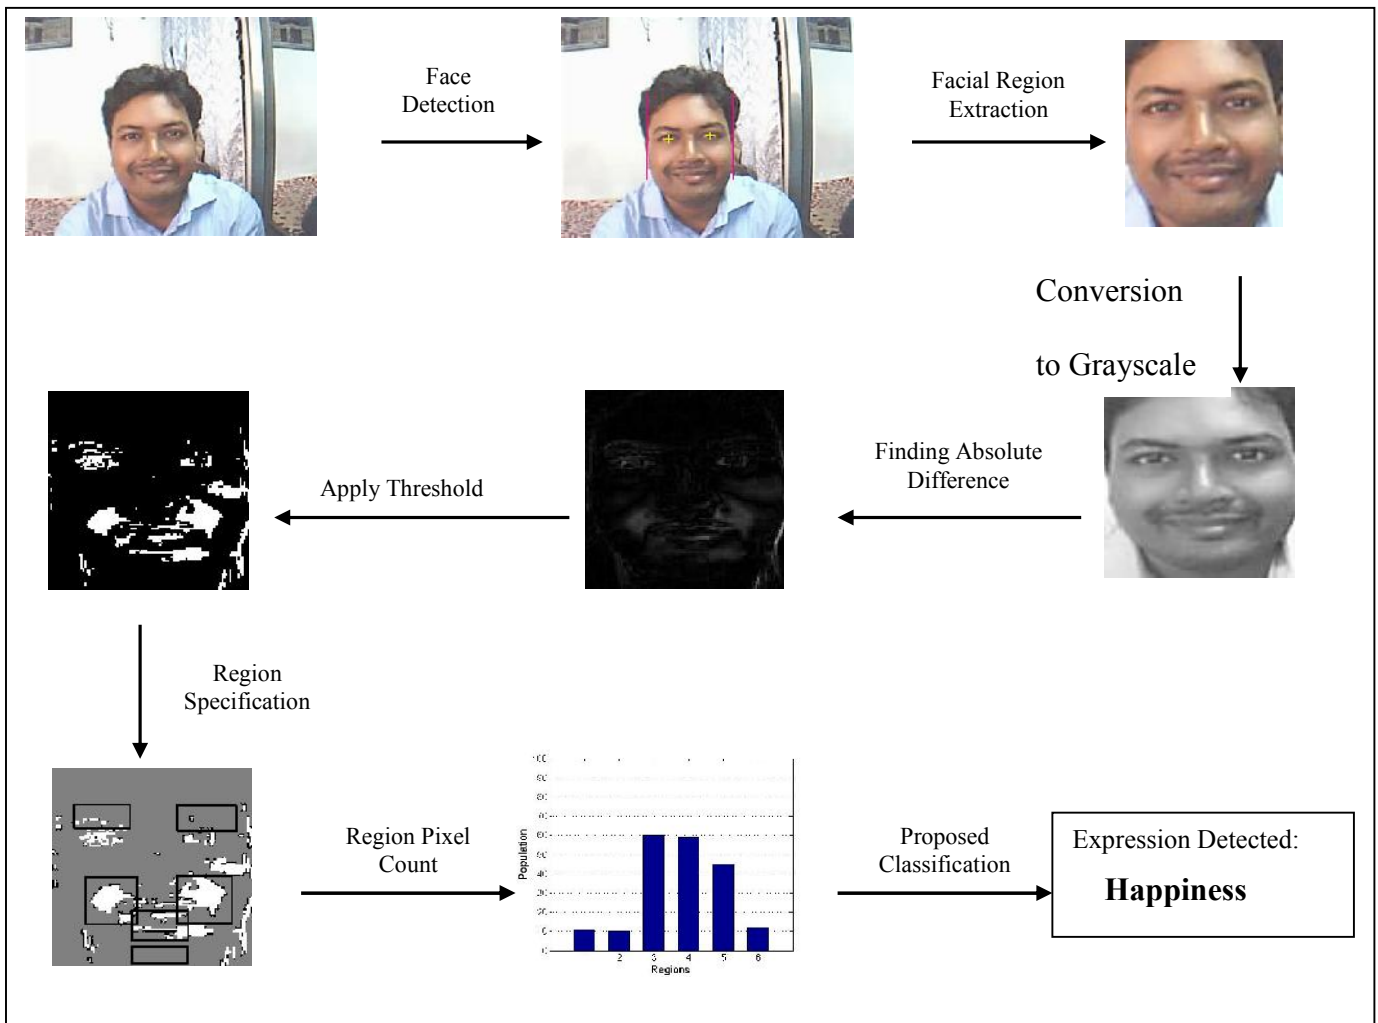 Face
Detection
Facial Region
Extraction
Conversion
to Grayscale
Finding Absolute
Difference
Apply Threshold
Region
Specification
Region Pixel
Count
Population
2
3
4
5
6
Regions
Proposed
Classification
Expression Detected:
Happiness